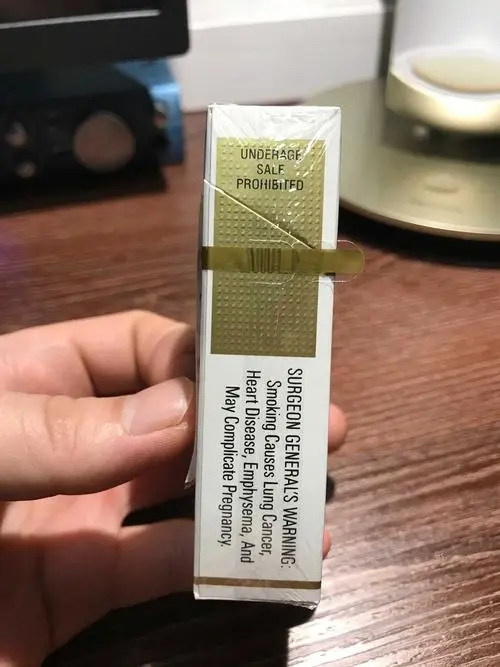 UNDERAGE
SALE
PROHIBITED
SURGEON GENERAL'S WARNING:
Smoking Causes Lung Cancer,
Heart Disease, Emphysema, And
May Complicate Pregnancy.